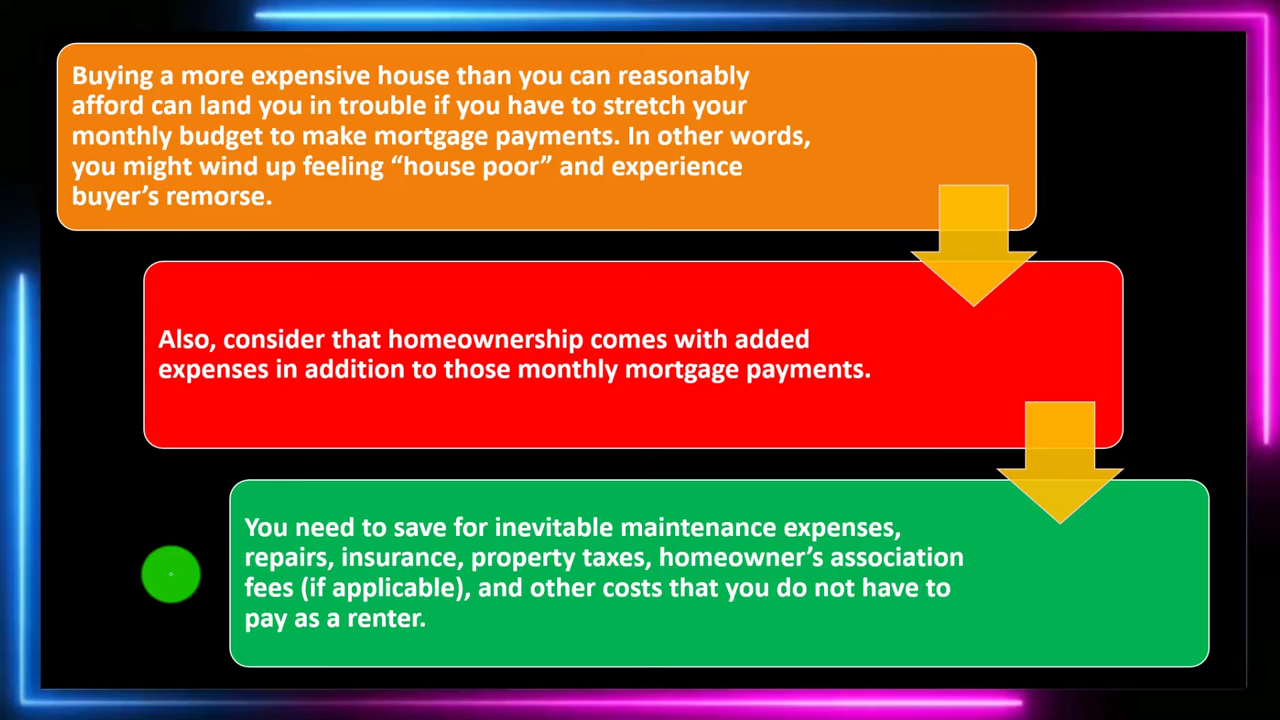 Buying a more expensive house than you can reasonably
afford can land you in trouble if you have to stretch your
monthly budget to make mortgage payments. In other words,
you might wind up feeling “house poor” and experience
buyer’s remorse.
Also, consider that homeownership comes with added
expenses in addition to those monthly mortgage payments.
You need to save for inevitable maintenance expenses,
repairs, insurance, property taxes, homeowner’s association
fees (if applicable), and other costs that you do not have to
pay as a renter.